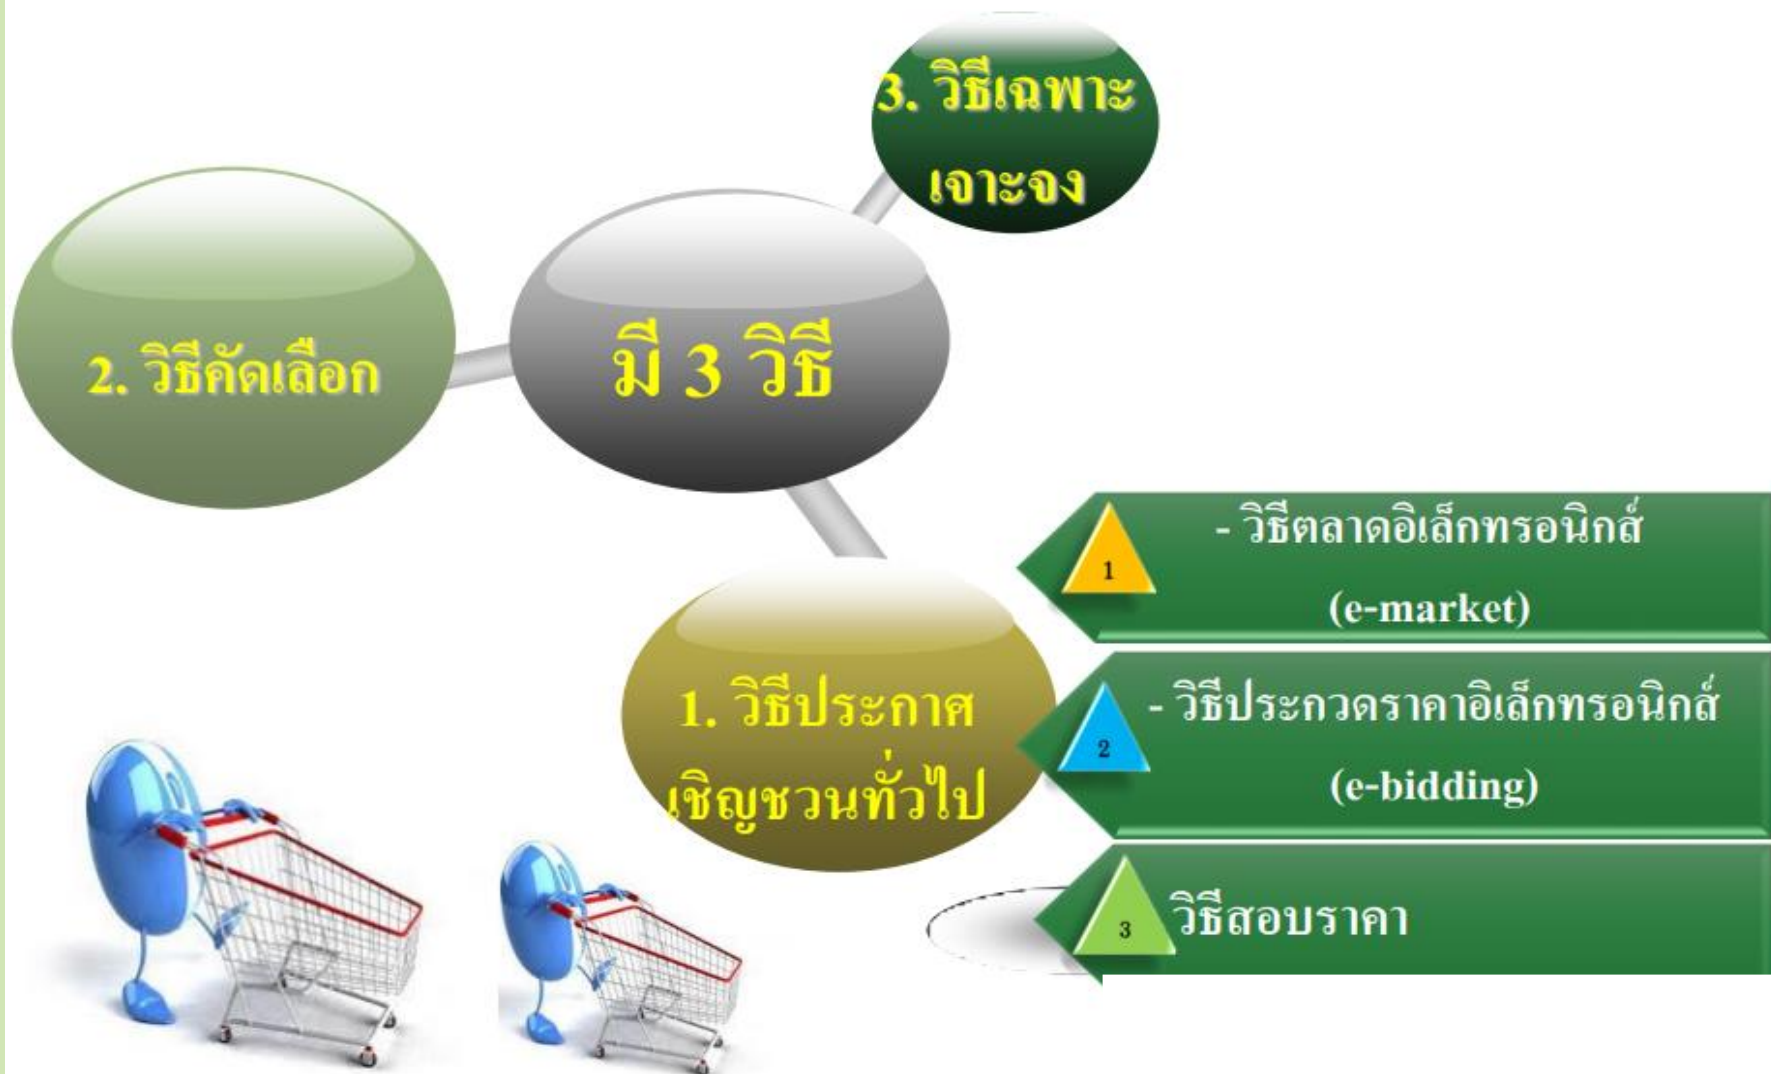 3. วิธีเฉพาะ
เจาะจง
2. วิธีคัดเลือก
มี 3 วิธี
1. วิธีประกาศ
เชิญชวนทั่วไป
1
- วิธีตลาดอิเล็กทรอนิกส์
(e-market)
2
- วิธีประกวดราคาอิเล็กทรอนิกส์
(e-bidding)
3
วิธีสอบราคา